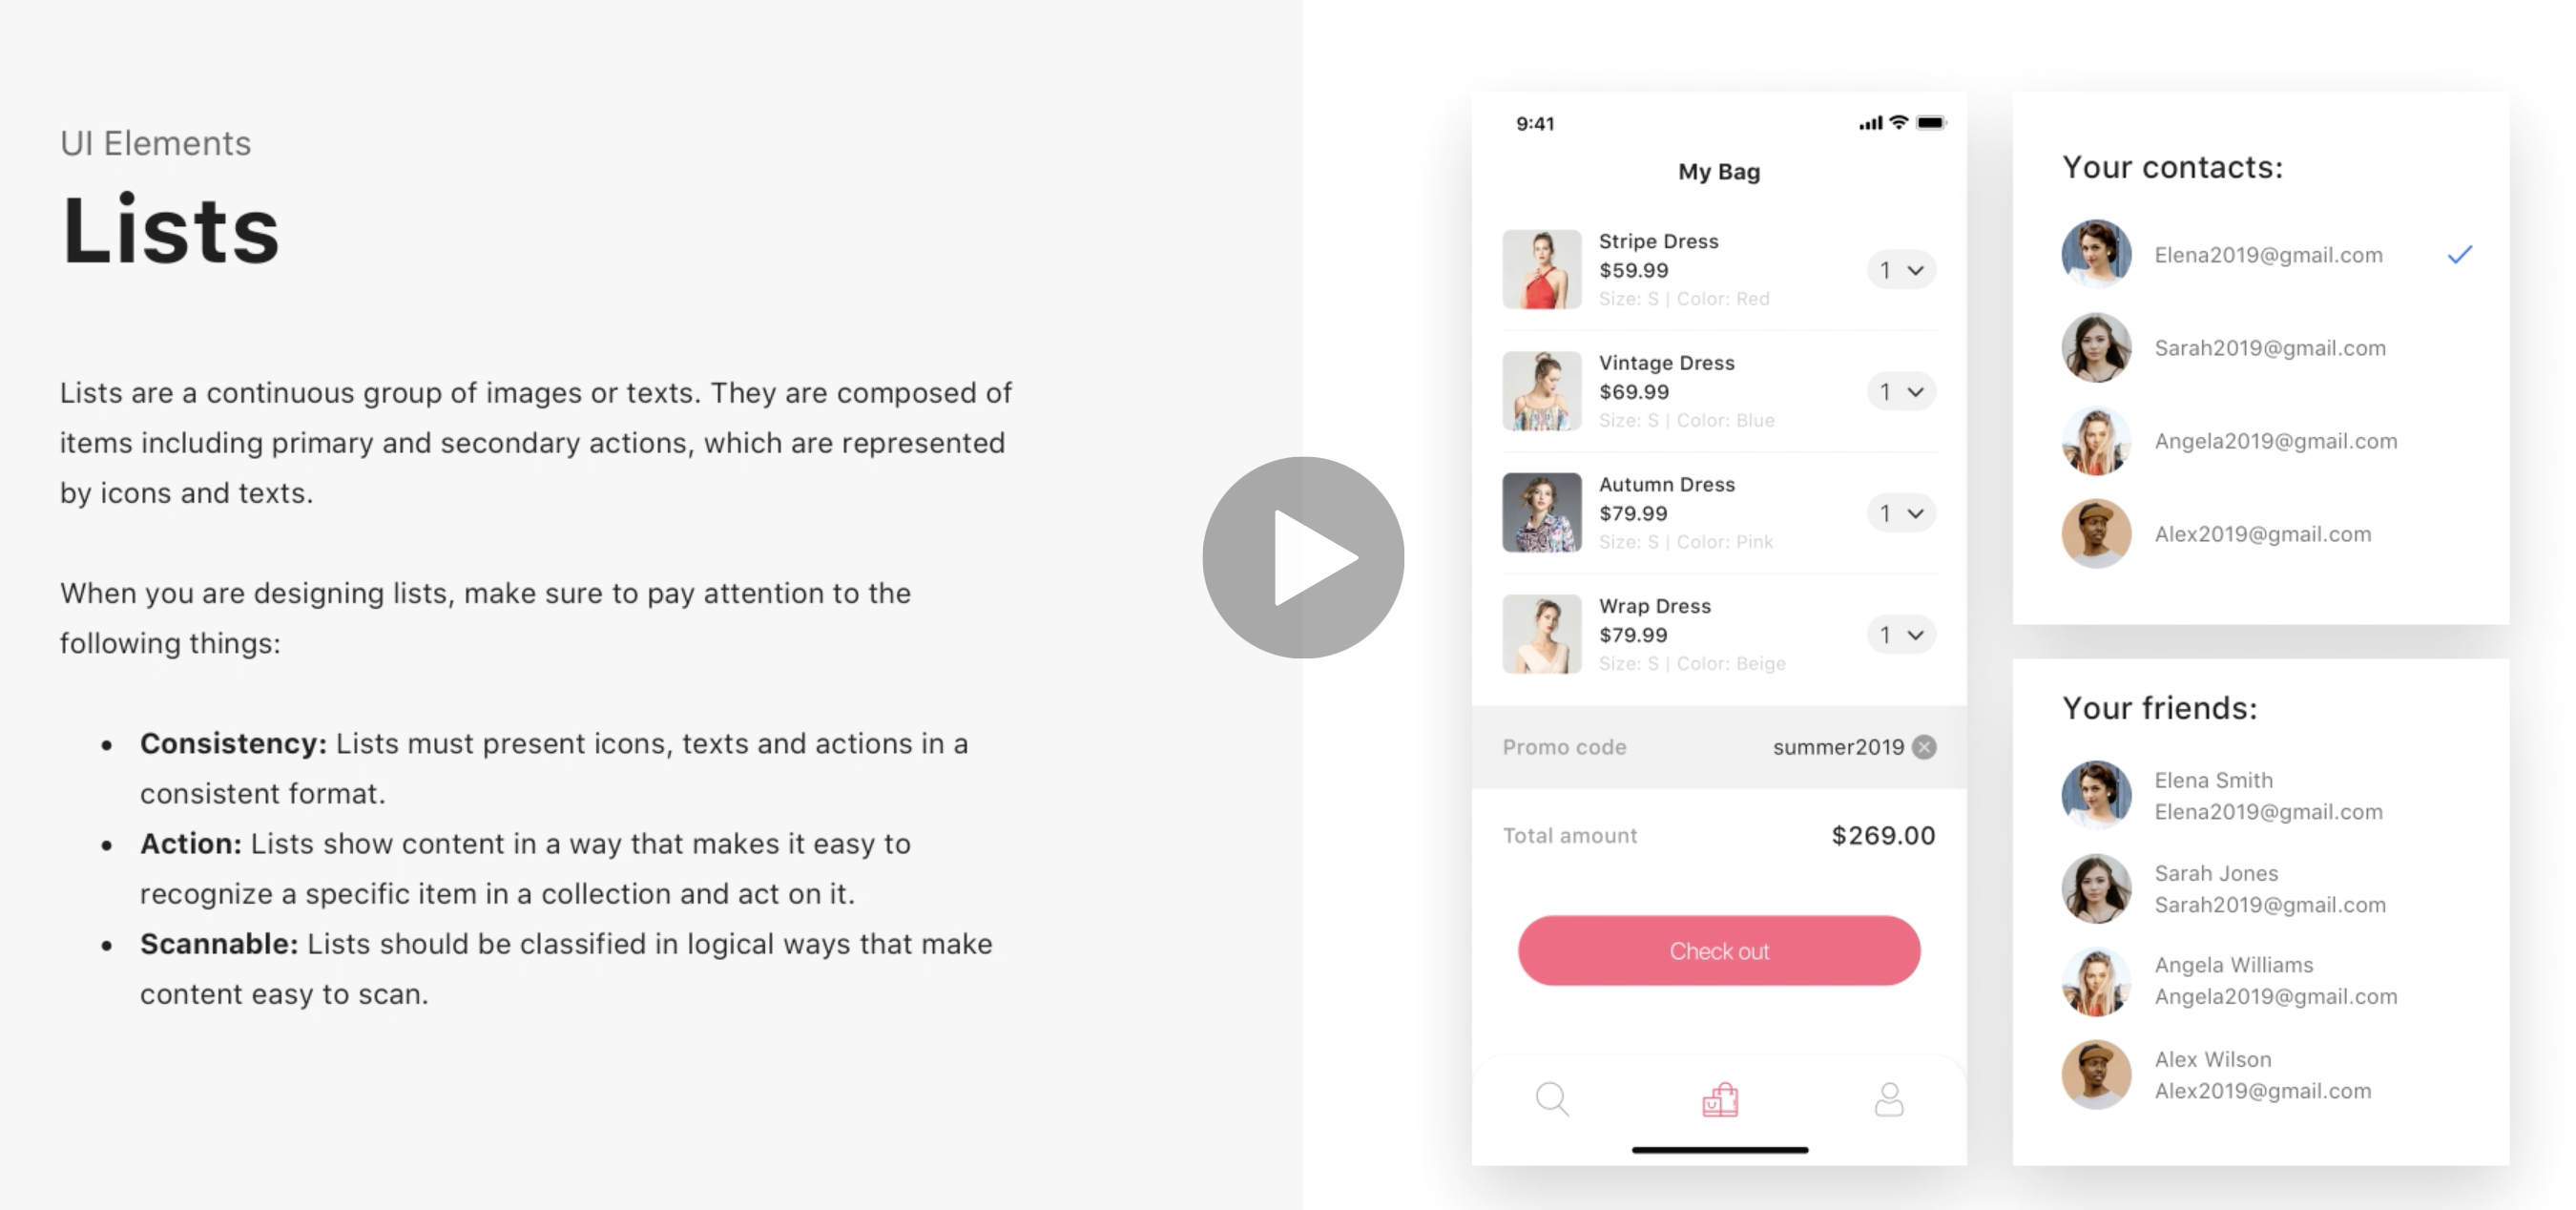 UI Elements
Lists
Lists are a continuous group of images or texts. They are composed of
items including primary and secondary actions, which are represented
by icons and texts.
When you are designing lists, make sure to pay attention to the
following things:
• Consistency: Lists must present icons, texts and actions in a
consistent format.
• Action: Lists show content in a way that makes it easy to
recognize a specific item in a collection and act on it.
• Scannable: Lists should be classified in logical ways that make
content easy to scan.
9:41
My Bag
Stripe Dress
$59.99
Size: S | Color: Red
1
Vintage Dress
$69.99
Size: S | Color: Blue
1
Autumn Dress
$79.99
Size: S | Color: Pink
1
Wrap Dress
$79.99
Size: S | Color: Beige
1
Promo code summer2019
Total amount $269.00
Check out
Your contacts:
Elena2019@gmail.com
Sarah2019@gmail.com
Angela2019@gmail.com
Alex2019@gmail.com
Your friends:
Elena Smith
Elena2019@gmail.com
Sarah Jones
Sarah2019@gmail.com
Angela Williams
Angela2019@gmail.com
Alex Wilson
Alex2019@gmail.com